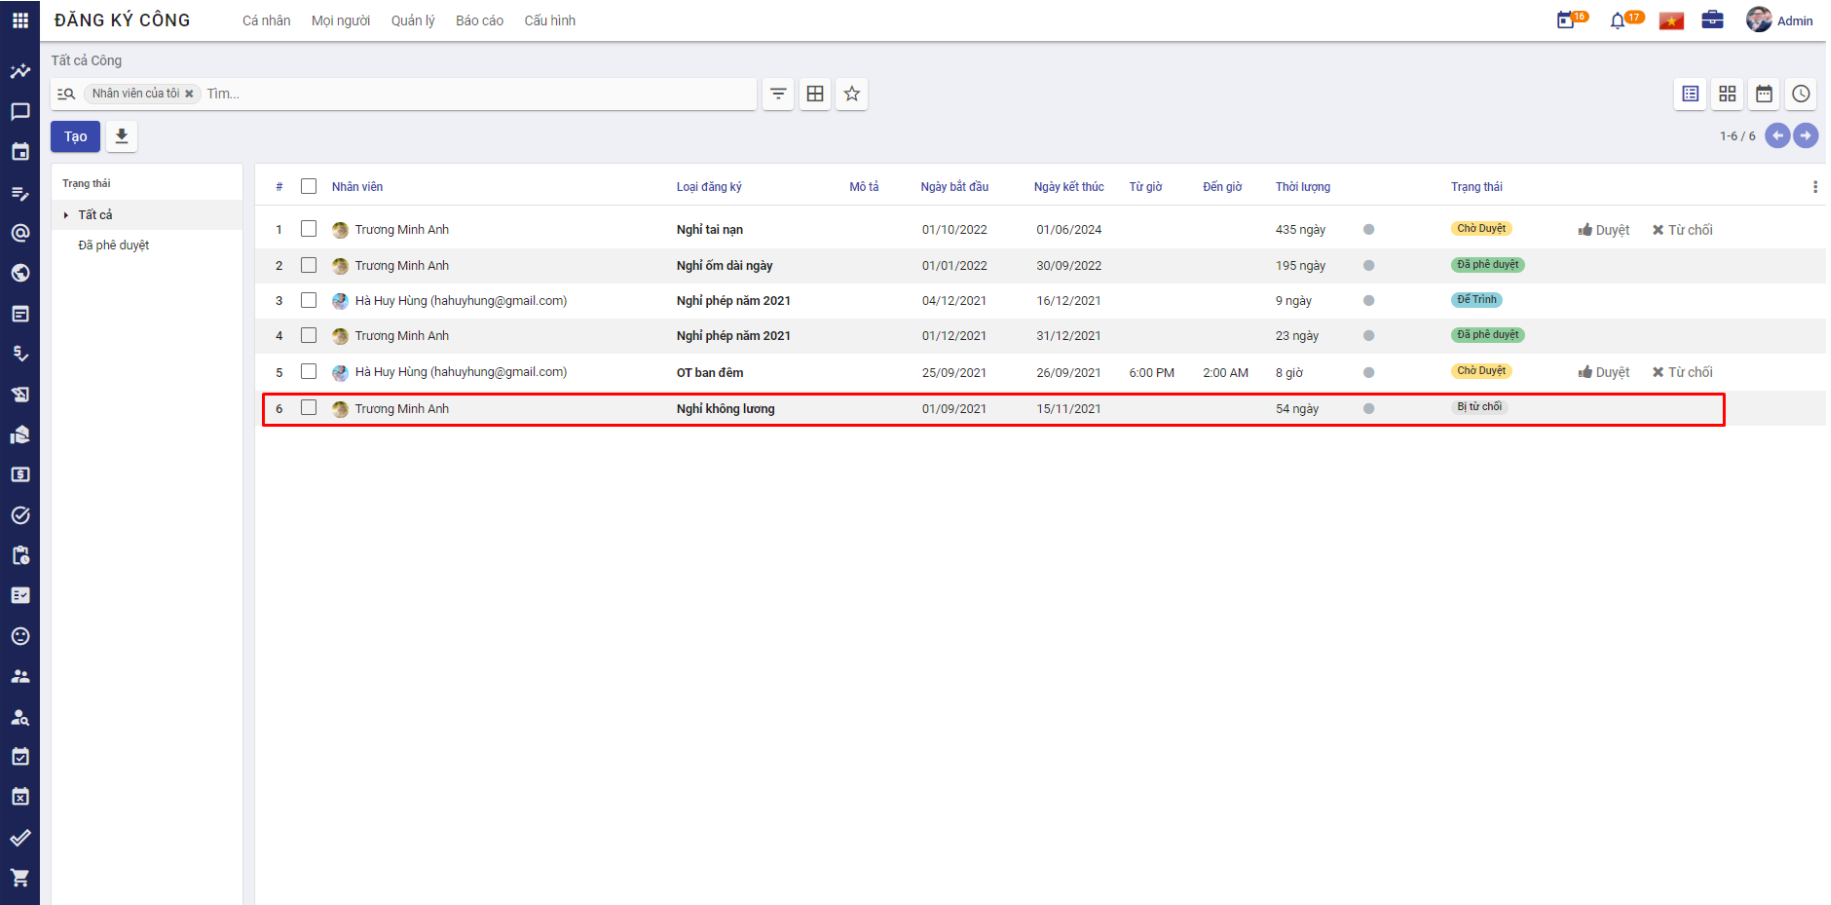 ĐĂNG KÝ CÔNG Cá nhân Mọi người Quản lý Báo cáo Cấu hình 16 17 Admin
Tất cả Công
Nhân viên của tôi × Tìm...
Tạo 1-6 / 6
Trạng thái
Tất cả
Đã phê duyệt
# Nhân viên Loại đăng ký Mô tả Ngày bắt đầu Ngày kết thúc Từ giờ Đến giờ Thời lượng Trạng thái
1 Trương Minh Anh Nghỉ tai nạn 01/10/2022 01/06/2024 435 ngày Chờ Duyệt Duyệt Từ chối
2 Trương Minh Anh Nghỉ ốm dài ngày 01/01/2022 30/09/2022 195 ngày Đã phê duyệt
3 Hà Huy Hùng (hahuyhung@gmail.com) Nghỉ phép năm 2021 04/12/2021 16/12/2021 9 ngày Để Trình
4 Trương Minh Anh Nghỉ phép năm 2021 01/12/2021 31/12/2021 23 ngày Đã phê duyệt
5 Hà Huy Hùng (hahuyhung@gmail.com) OT ban đêm 25/09/2021 26/09/2021 6:00 PM 2:00 AM 8 giờ Chờ Duyệt Duyệt Từ chối
6 Trương Minh Anh Nghỉ không lương 01/09/2021 15/11/2021 54 ngày Bị từ chối